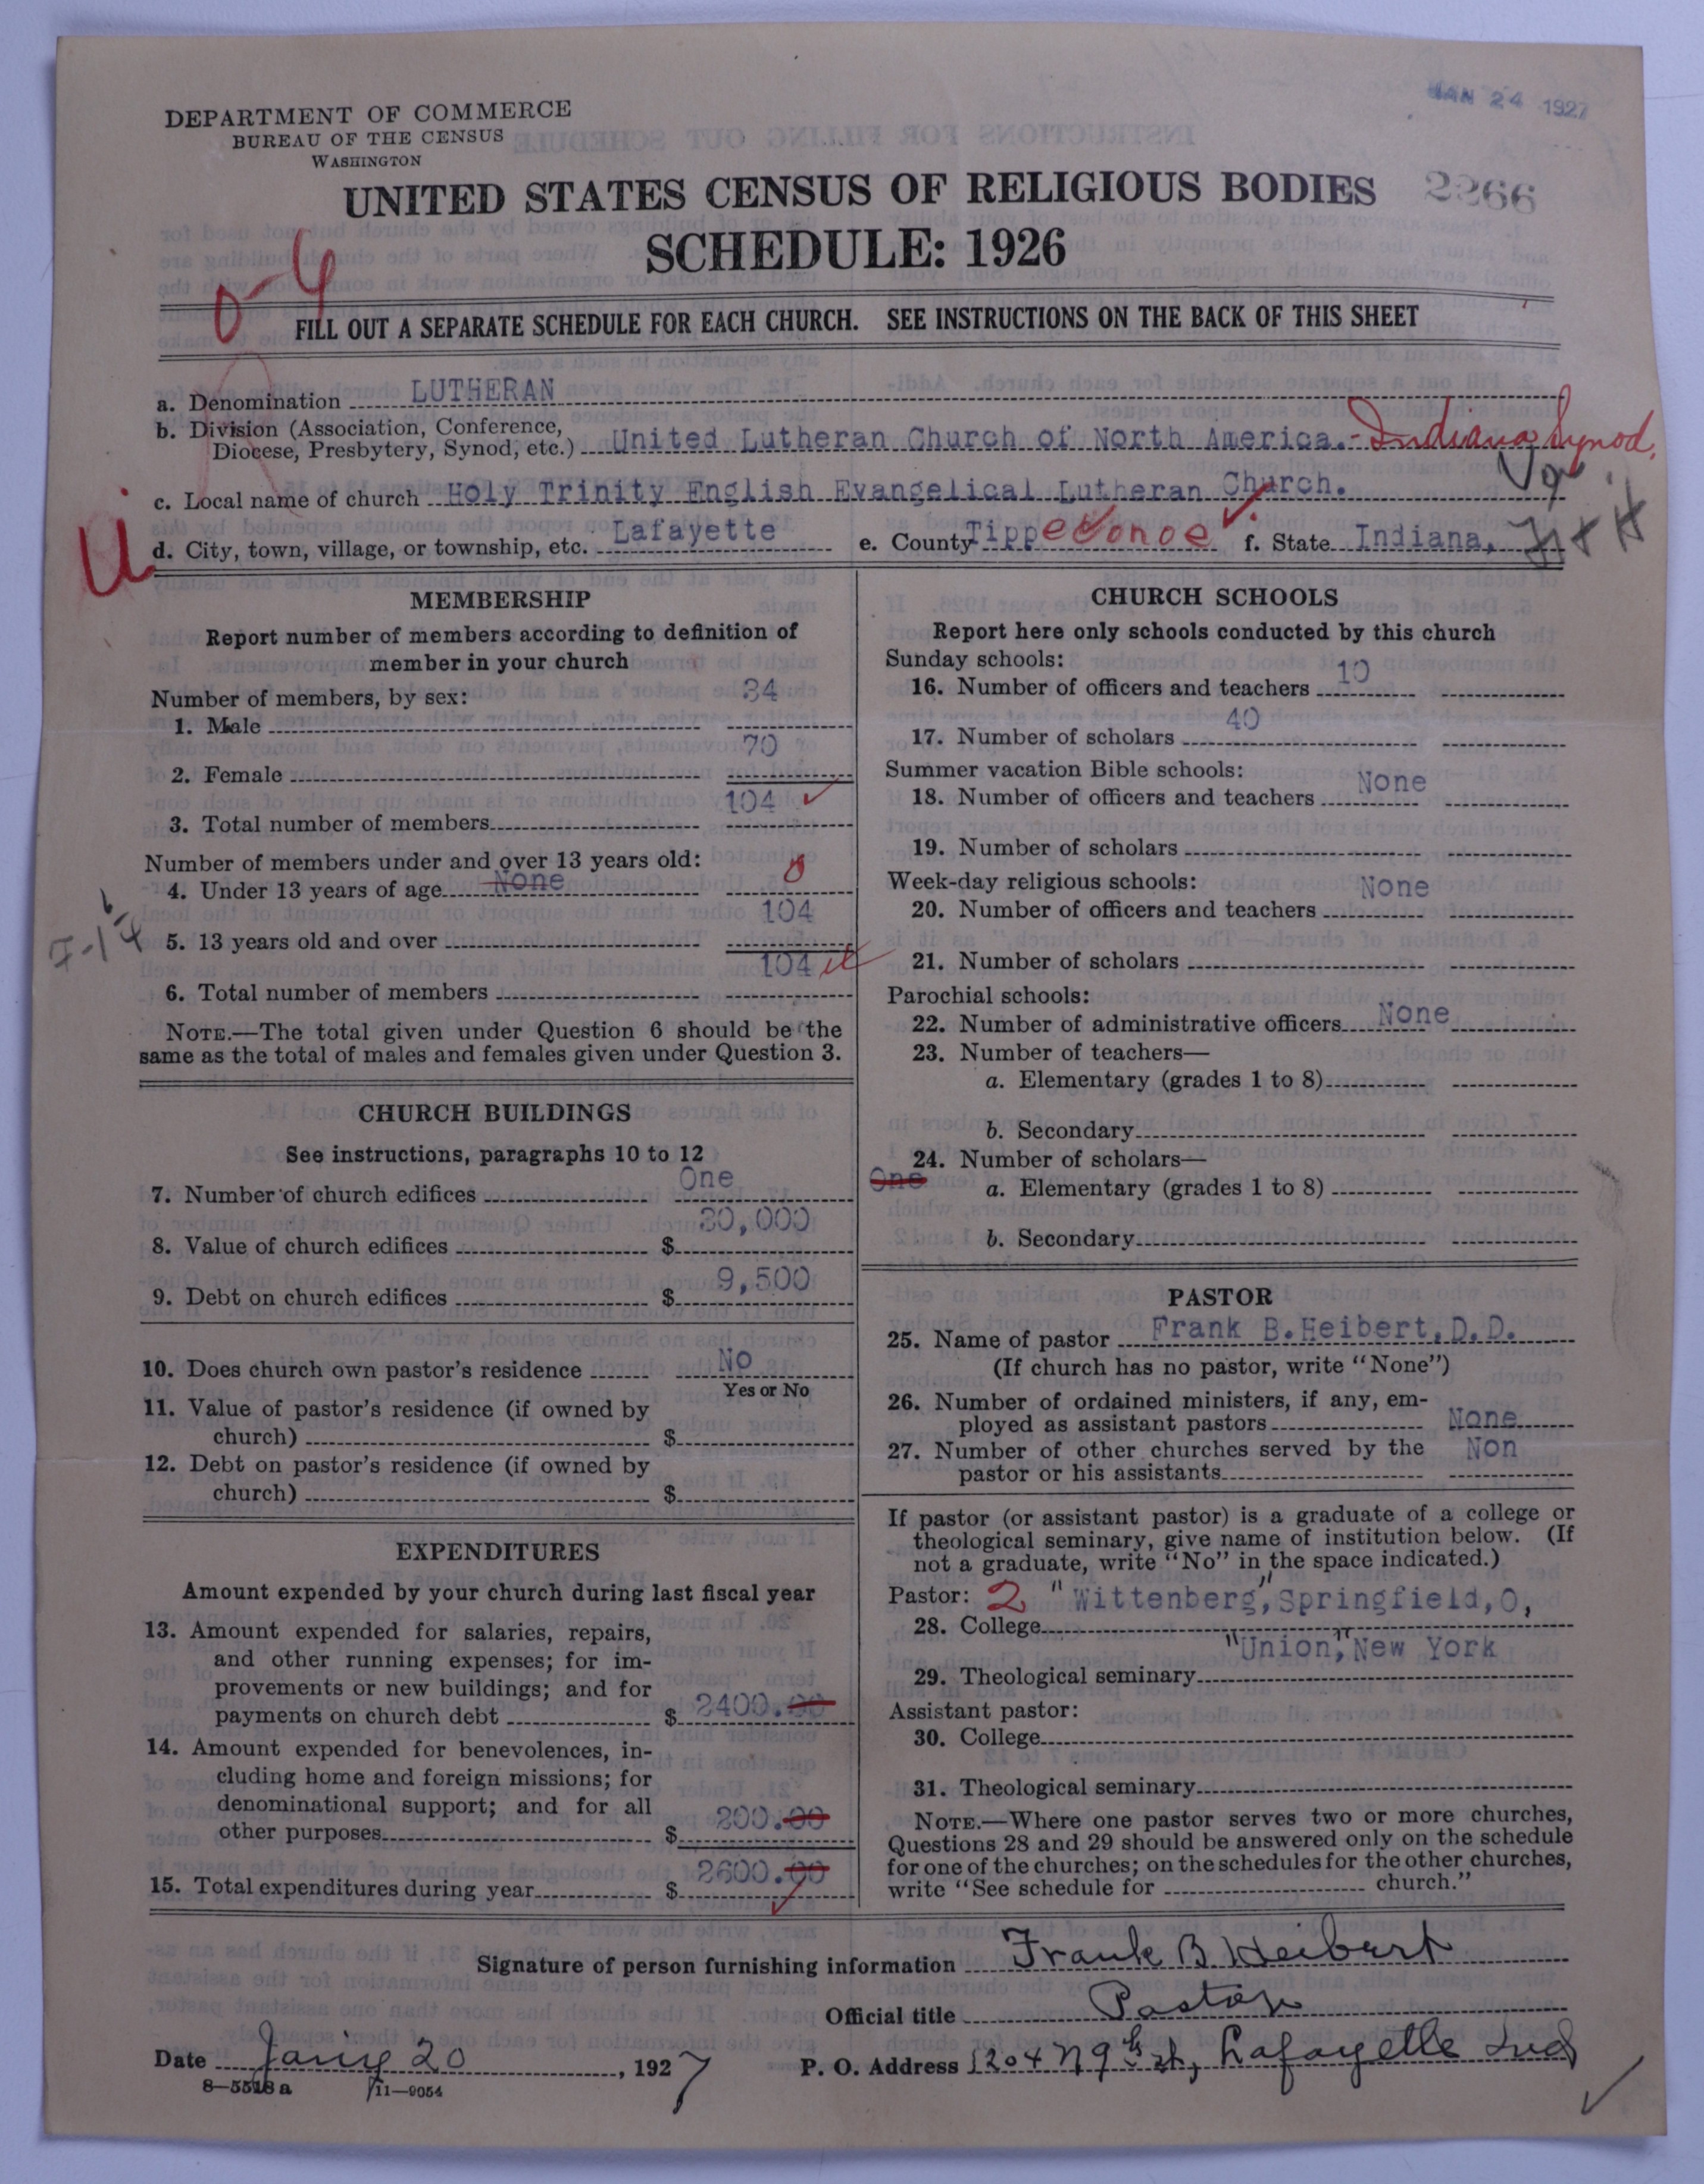 JAN 24 1927
DEPARTMENT OF COMMERCE
BUREAU OF THE CENSUS
WASHINGTON
UNITED STATES CENSUS OF RELIGIOUS BODIES
2266
SCHEDULE: 1926
FILL OUT A SEPARATE SCHEDULE FOR EACH CHURCH. SEE INSTRUCTIONS ON THE BACK OF THIS SHEET
a. Denomination LUTHERAN
b. Division (Association, Conference,
Diocese, Presbytery, Synod, etc.) United Lutheran Church of North America.- Indiana Synod.
c. Local name of church Holy Trinity English Evangelical Lutheran Church.
d. City, town, village, or township, etc. Lafayette e. County Tippecanoe f. State Indiana,
MEMBERSHIP
Report number of members according to definition of
member in your church
Number of members, by sex:
1. Male 34
2. Female 70
3. Total number of members 104
Number of members under and over 13 years old:
4. Under 13 years of age None 0
5. 13 years old and over 104
6. Total number of members 104
NOTE.—The total given under Question 6 should be the
same as the total of males and females given under Question 3.
CHURCH BUILDINGS
See instructions, paragraphs 10 to 12
7. Number of church edifices One
8. Value of church edifices $ 30,000
9. Debt on church edifices $ 9,500
10. Does church own pastor's residence No
Yes or No
11. Value of pastor's residence (if owned by
church) $
12. Debt on pastor's residence (if owned by
church) $
EXPENDITURES
Amount expended by your church during last fiscal year
13. Amount expended for salaries, repairs,
and other running expenses; for im-
provements or new buildings; and for
payments on church debt $ 2400.00
14. Amount expended for benevolences, in-
cluding home and foreign missions; for
denominational support; and for all
other purposes $ 200.00
15. Total expenditures during year $ 2600.00
CHURCH SCHOOLS
Report here only schools conducted by this church
Sunday schools:
16. Number of officers and teachers 10
17. Number of scholars 40
Summer vacation Bible schools:
18. Number of officers and teachers None
19. Number of scholars
Week-day religious schools:
20. Number of officers and teachers None
21. Number of scholars
Parochial schools:
22. Number of administrative officers None
23. Number of teachers—
a. Elementary (grades 1 to 8)
b. Secondary
24. Number of scholars—
One a. Elementary (grades 1 to 8)
b. Secondary
PASTOR
25. Name of pastor Frank B. Heibert, D.D.
(If church has no pastor, write "None")
26. Number of ordained ministers, if any, em-
ployed as assistant pastors None
27. Number of other churches served by the
pastor or his assistants Non
If pastor (or assistant pastor) is a graduate of a college or
theological seminary, give name of institution below. (If
not a graduate, write "No" in the space indicated.)
Pastor: 2 "Wittenberg," Springfield, O,
28. College
"Union," New York
29. Theological seminary
Assistant pastor:
30. College
31. Theological seminary
NOTE.—Where one pastor serves two or more churches,
Questions 28 and 29 should be answered only on the schedule
for one of the churches; on the schedules for the other churches,
write "See schedule for church."
Signature of person furnishing information Frank B Heibert
Official title Pastor
Date Jan'y 20, 1927 P. O. Address 1204 N 9th St, Lafayette Ind
8-5518a 11-9054